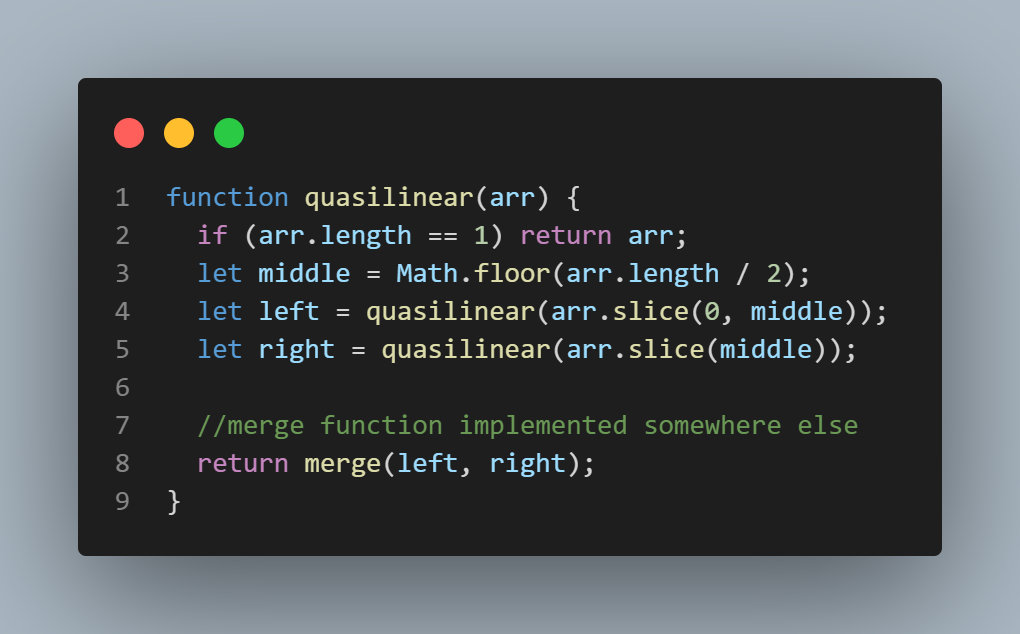 1 function quasilinear(arr) {
2   if (arr.length == 1) return arr;
3   let middle = Math.floor(arr.length / 2);
4   let left = quasilinear(arr.slice(0, middle));
5   let right = quasilinear(arr.slice(middle));
6
7   //merge function implemented somewhere else
8   return merge(left, right);
9 }